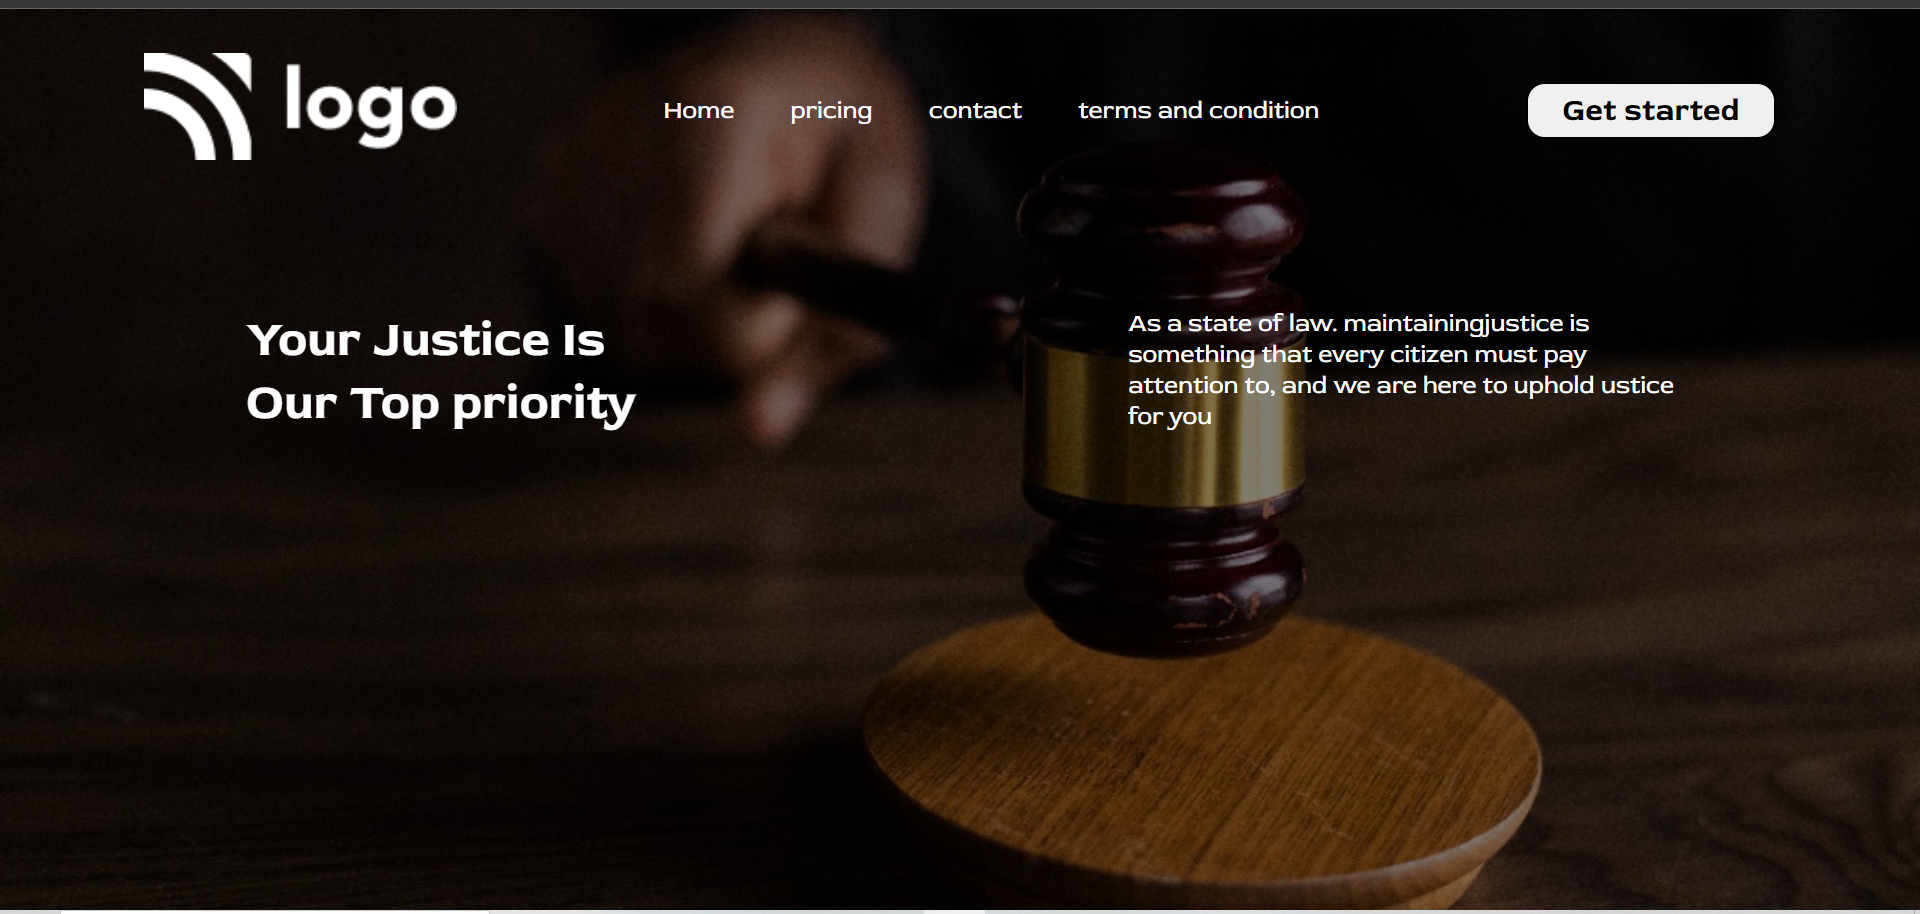 logo
Home pricing contact terms and condition
Get started
Your Justice Is
Our Top priority
As a state of law. maintainingjustice is
something that every citizen must pay
attention to, and we are here to uphold ustice
for you